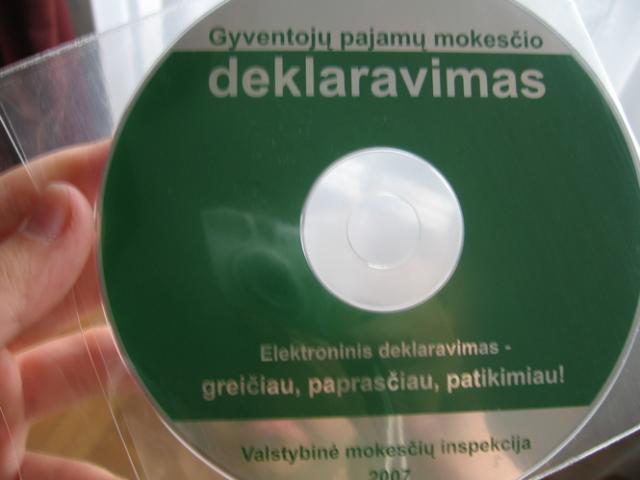 Gyventojų pajamų mokesčio
deklaravimas
Elektroninis deklaravimas -
greičiau, paprasčiau, patikimiau!
Valstybinė mokesčių inspekcija
2007